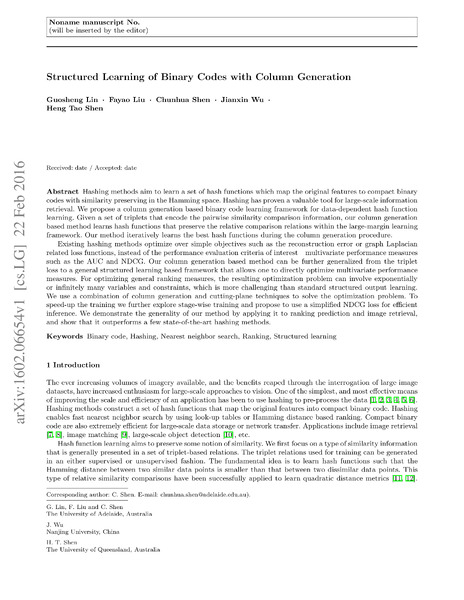 Noname manuscript No.
(will be inserted by the editor)
Structured Learning of Binary Codes with Column Generation
Guosheng Lin · Fayao Liu · Chunhua Shen · Jianxin Wu ·
Heng Tao Shen
Received: date / Accepted: date
Abstract Hashing methods aim to learn a set of hash functions which map the original features to compact binary
codes with similarity preserving in the Hamming space. Hashing has proven a valuable tool for large-scale information
retrieval. We propose a column generation based binary code learning framework for data-dependent hash function
learning. Given a set of triplets that encode the pairwise similarity comparison information, our column generation
based method learns hash functions that preserve the relative comparison relations within the large-margin learning
framework. Our method iteratively learns the best hash functions during the column generation procedure.
Existing hashing methods optimize over simple objectives such as the reconstruction error or graph Laplacian
related loss functions, instead of the performance evaluation criteria of interest multivariate performance measures
such as the AUC and NDCG. Our column generation based method can be further generalized from the triplet
loss to a general structured learning based framework that allows one to directly optimize multivariate performance
measures. For optimizing general ranking measures, the resulting optimization problem can involve exponentially
or infinitely many variables and constraints, which is more challenging than standard structured output learning.
We use a combination of column generation and cutting-plane techniques to solve the optimization problem. To
speed-up the training we further explore stage-wise training and propose to use a simplified NDCG loss for efficient
inference. We demonstrate the generality of our method by applying it to ranking prediction and image retrieval,
and show that it outperforms a few state-of-the-art hashing methods.
Keywords Binary code, Hashing, Nearest neighbor search, Ranking, Structured learning
1 Introduction
The ever increasing volumes of imagery available, and the benefits reaped through the interrogation of large image
datasets, have increased enthusiasm for large-scale approaches to vision. One of the simplest, and most effective means
of improving the scale and efficiency of an application has been to use hashing to pre-process the data [1, 2, 3, 4, 5, 6].
Hashing methods construct a set of hash functions that map the original features into compact binary code. Hashing
enables fast nearest neighbor search by using look-up tables or Hamming distance based ranking. Compact binary
code are also extremely efficient for large-scale data storage or network transfer. Applications include image retrieval
[7, 8], image matching [9], large-scale object detection [10], etc.
Hash function learning aims to preserve some notion of similarity. We first focus on a type of similarity information
that is generally presented in a set of triplet-based relations. The triplet relations used for training can be generated
in an either supervised or unsupervised fashion. The fundamental idea is to learn hash functions such that the
Hamming distance between two similar data points is smaller than that between two dissimilar data points. This
type of relative similarity comparisons have been successfully applied to learn quadratic distance metrics [11, 12].
Corresponding author: C. Shen. E-mail: chunhua.shen@adelaide.edu.au).
G. Lin, F. Liu and C. Shen
The University of Adelaide, Australia
J. Wu
Nanjing University, China
H. T. Shen
The University of Queensland, Australia
arXiv:1602.06654v1 [cs.LG] 22 Feb 2016